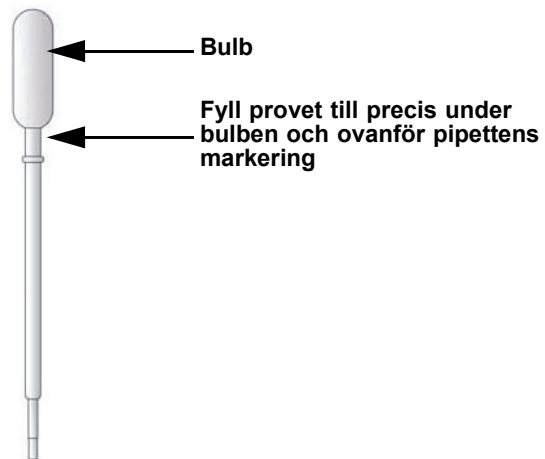 Bulb
Fyll provet till precis under
bulben och ovanför pipettens
markering